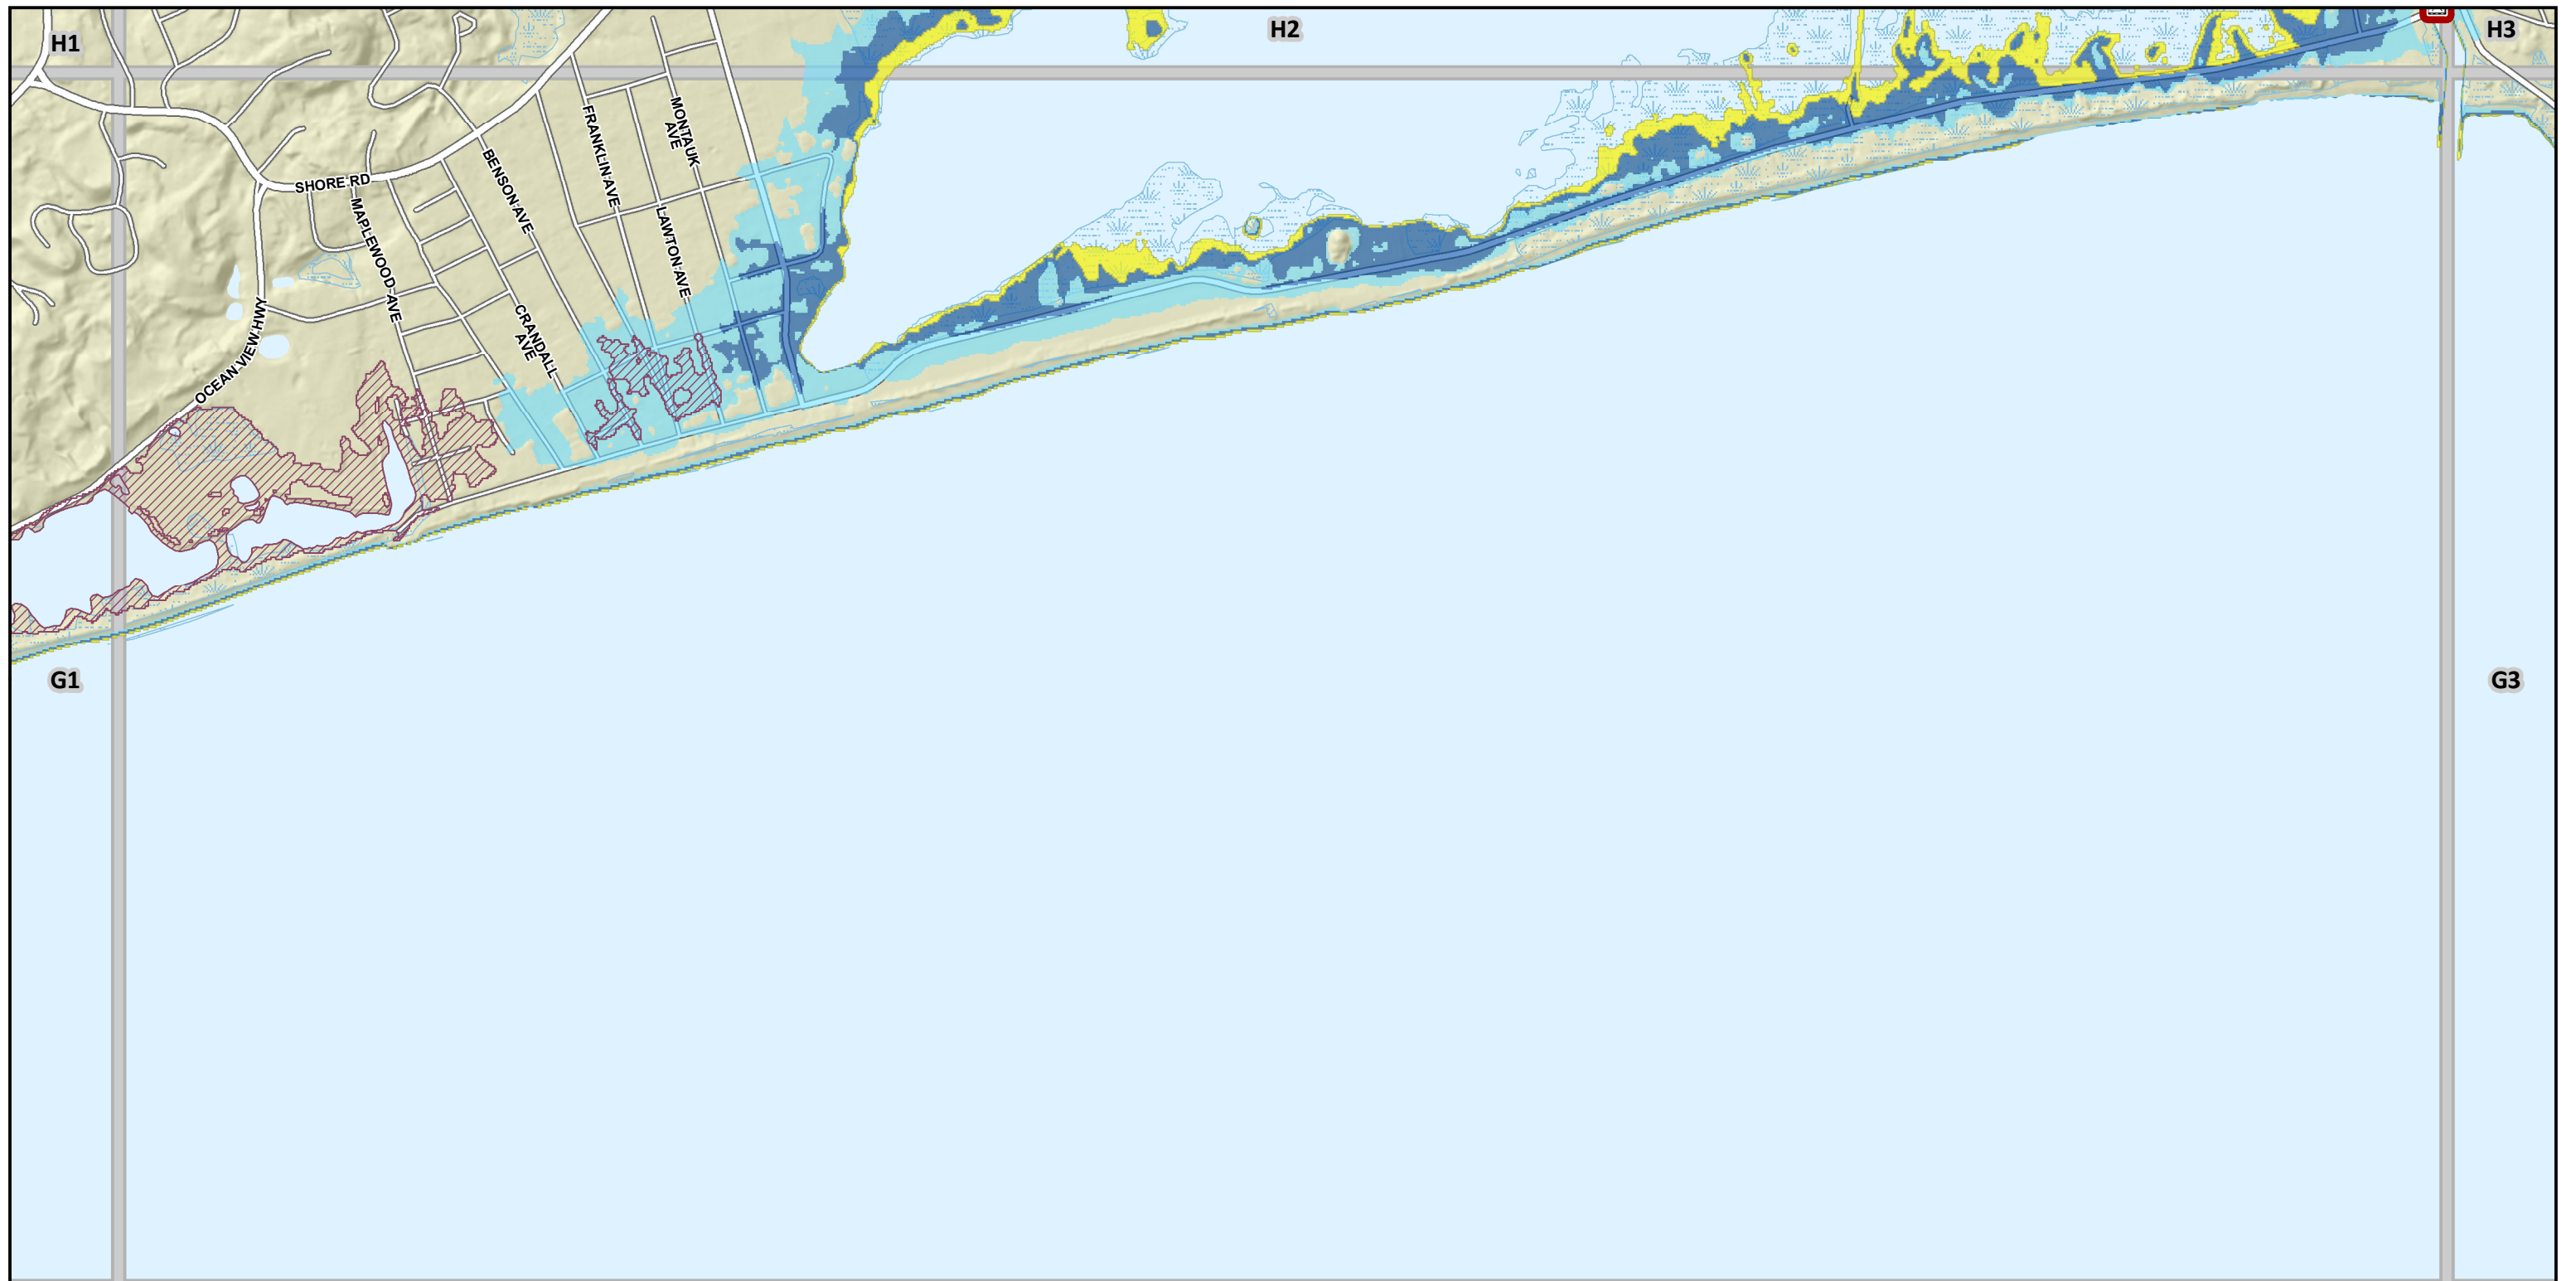 H1
H2
H3
MONTAUK
AVE
FRANKLIN AVE
BENSON AVE
SHORE RD
MAPLEWOOD AVE
LAWTON AVE
CRANDALL
AVE
OCEAN VIEW HWY
G1
G3